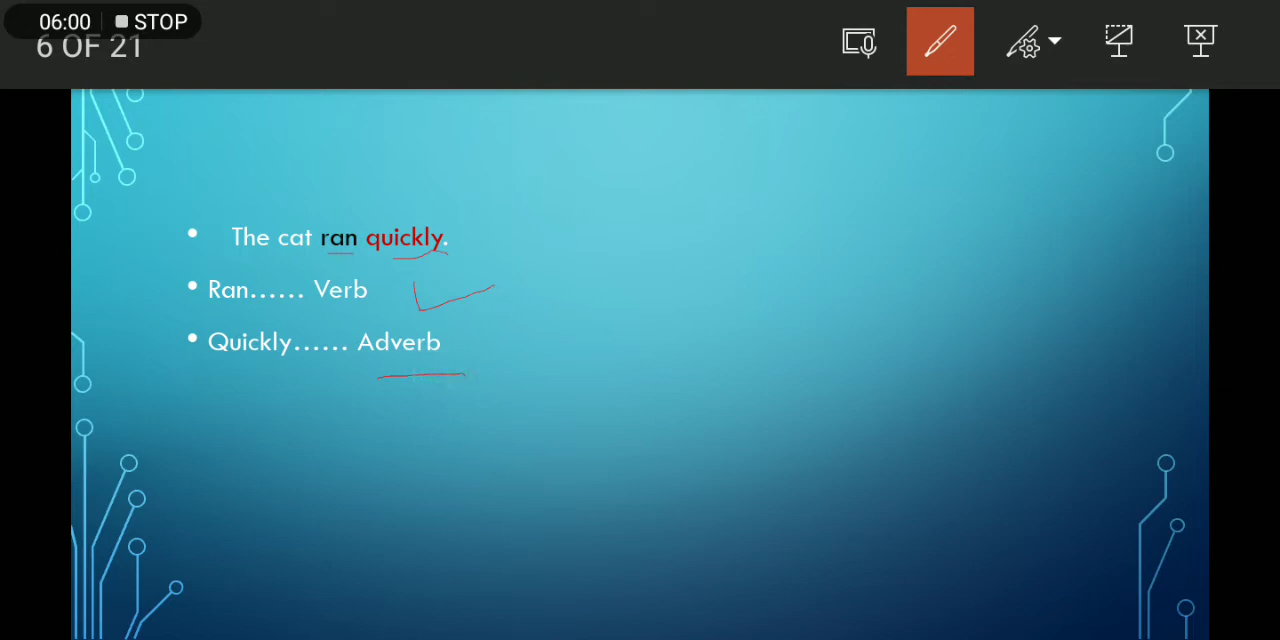 06:00 STOP
6 OF 21
• The cat ran quickly.
• Ran...... Verb
• Quickly...... Adverb